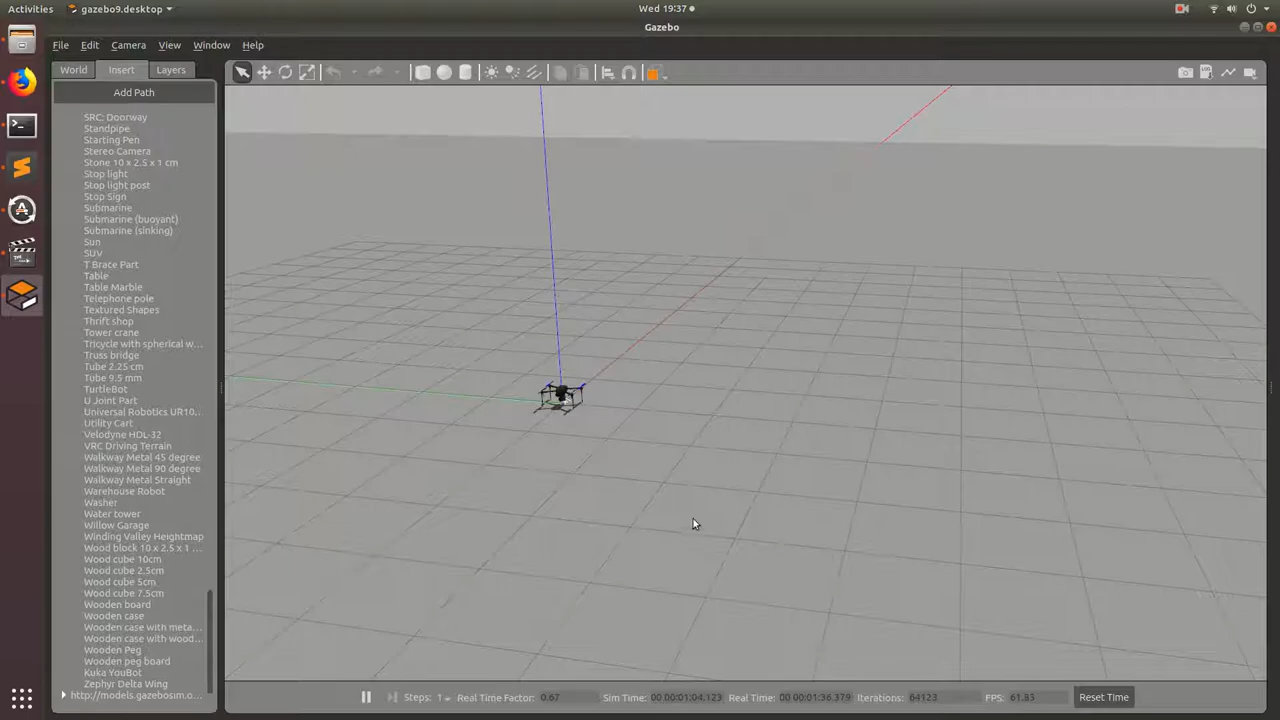 Activities
gazebo9.desktop
Wed 19:37
Gazebo
File Edit Camera View Window Help
World Insert Layers
Add Path
SRC: Doorway
Standpipe
Starting Pen
Stereo Camera
Stone 10 x 2.5 x 1 cm
Stop light
Stop light post
Stop Sign
Submarine
Submarine (buoyant)
Submarine (sinking)
Sun
SUV
T Brace Part
Table
Table Marble
Telephone pole
Textured Shapes
Thrift shop
Tower crane
Tricycle with spherical w...
Truss bridge
Tube 2.25 cm
Tube 9.5 mm
TurtleBot
U Joint Part
Universal Robotics UR10...
Utility Cart
Velodyne HDL-32
VRC Driving Terrain
Walkway Metal 45 degree
Walkway Metal 90 degree
Walkway Metal Straight
Warehouse Robot
Washer
Water tower
Willow Garage
Winding Valley Heightmap
Wood block 10 x 2.5 x 1 ...
Wood cube 10cm
Wood cube 2.5cm
Wood cube 5cm
Wood cube 7.5cm
Wooden board
Wooden case
Wooden case with meta...
Wooden case with wood...
Wooden Peg
Wooden peg board
Kuka YouBot
Zephyr Delta Wing
http://models.gazebosim.o...
Steps: 1 Real Time Factor: 0.67 Sim Time: 00 00:01:04.123 Real Time: 00 00:01:36.379 Iterations: 64123 FPS: 61.83 Reset Time